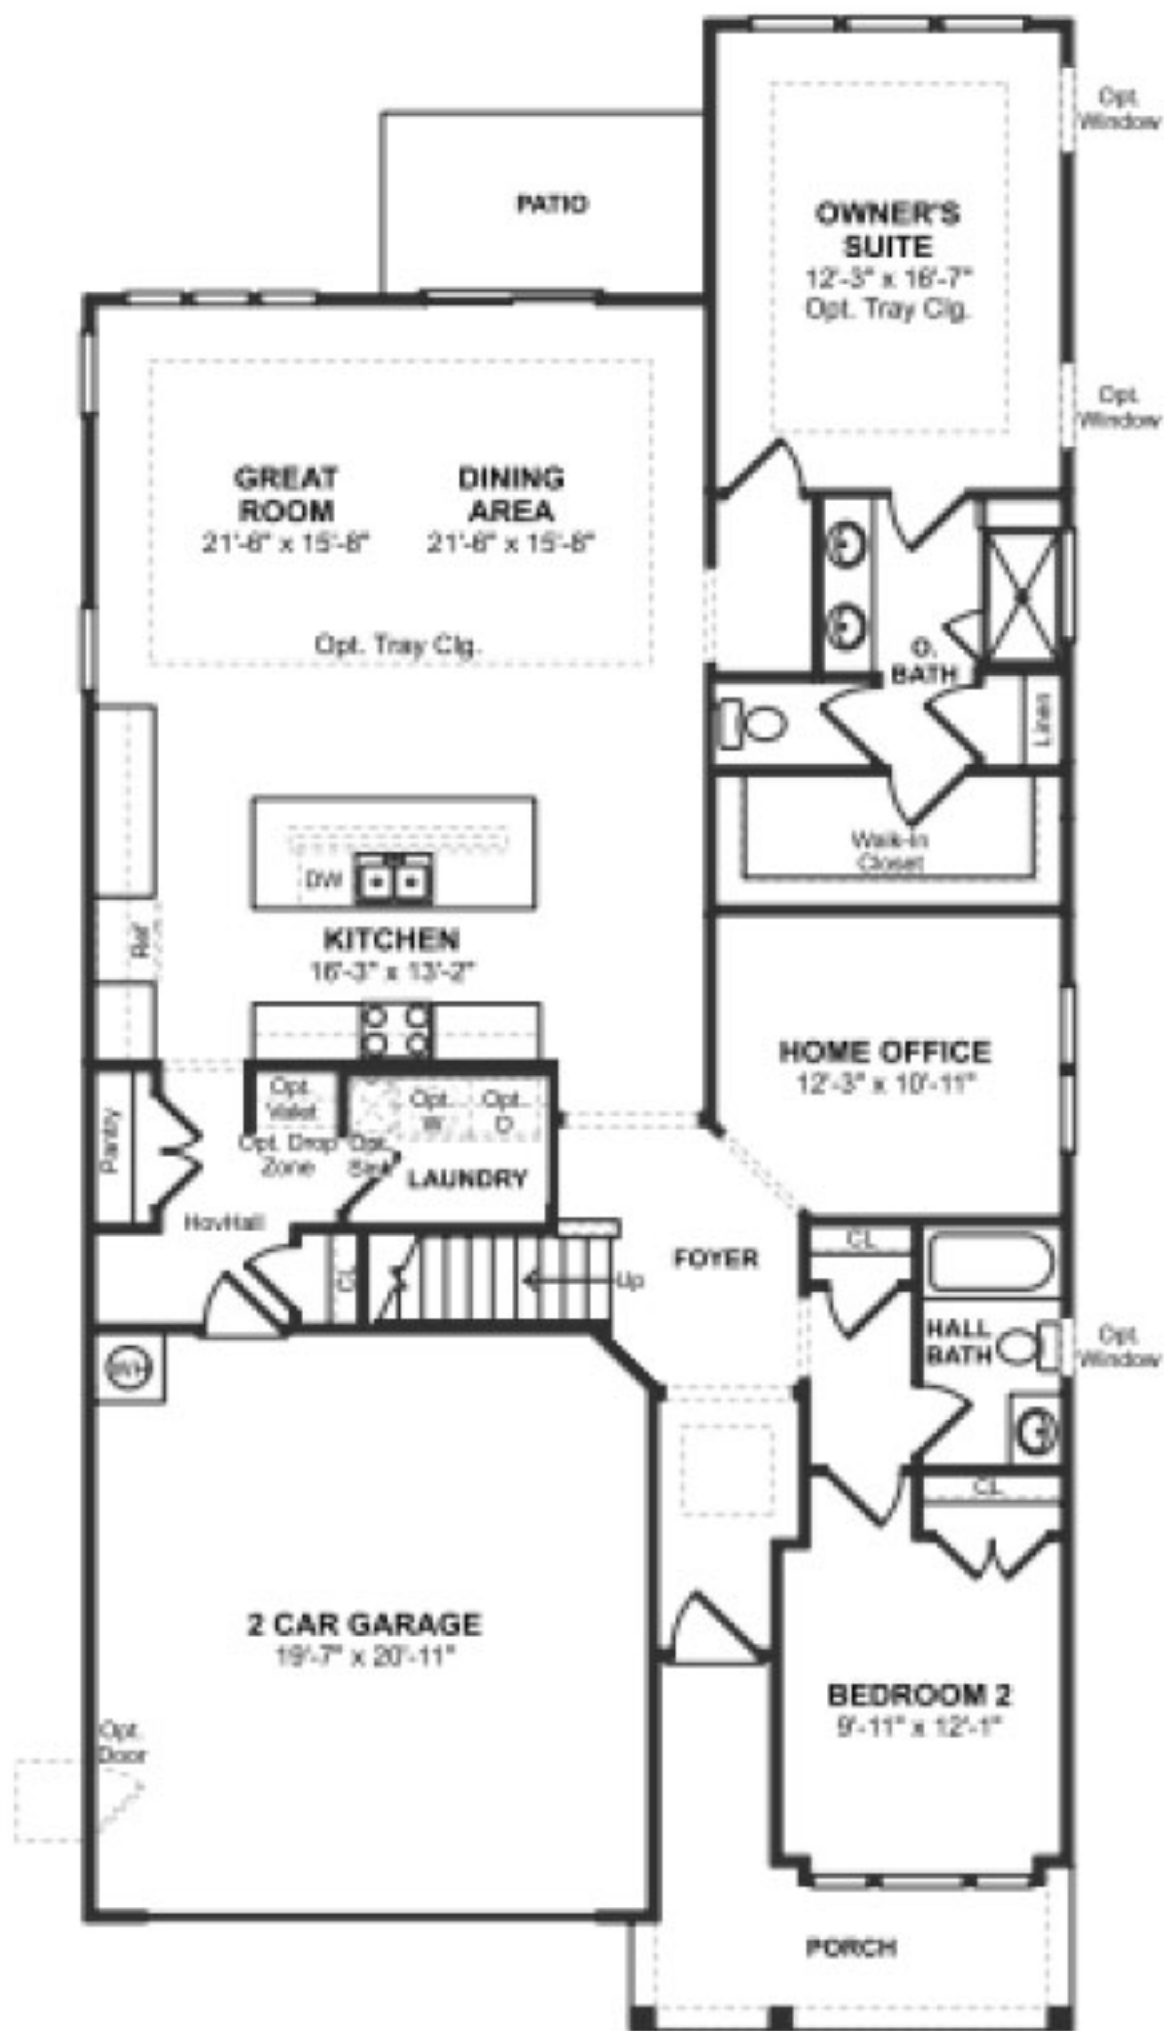 Opt.
Window
PATIO
OWNER'S
SUITE
12'-3" x 16'-7"
Opt. Tray Clg.
Opt.
Window
GREAT
ROOM
21'-6" x 15'-8"
DINING
AREA
21'-6" x 15'-8"
Opt. Tray Clg.
O.
BATH
Linen
Walk-In
Closet
DW
Ref
KITCHEN
16'-3" x 13'-2"
HOME OFFICE
12'-3" x 10'-11"
Opt.
Valet
Opt.
W
Opt.
D
Pantry
Opt. Drop
Zone
Opt.
Sink
LAUNDRY
HovHall
CL
Up
FOYER
CL
HALL
BATH
Opt.
Window
WH
CL
2 CAR GARAGE
19'-7" x 20'-11"
BEDROOM 2
9'-11" x 12'-1"
Opt.
Door
PORCH